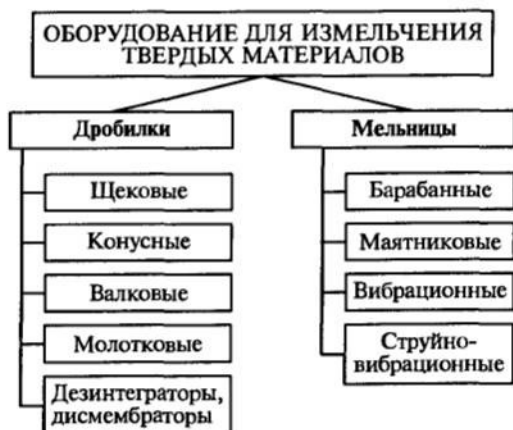 ОБОРУДОВАНИЕ ДЛЯ ИЗМЕЛЬЧЕНИЯ
ТВЕРДЫХ МАТЕРИАЛОВ
Дробилки
Щековые
Конусные
Валковые
Молотковые
Дезинтеграторы,
дисмембраторы
Мельницы
Барабанные
Маятниковые
Вибрационные
Струйно-
вибрационные